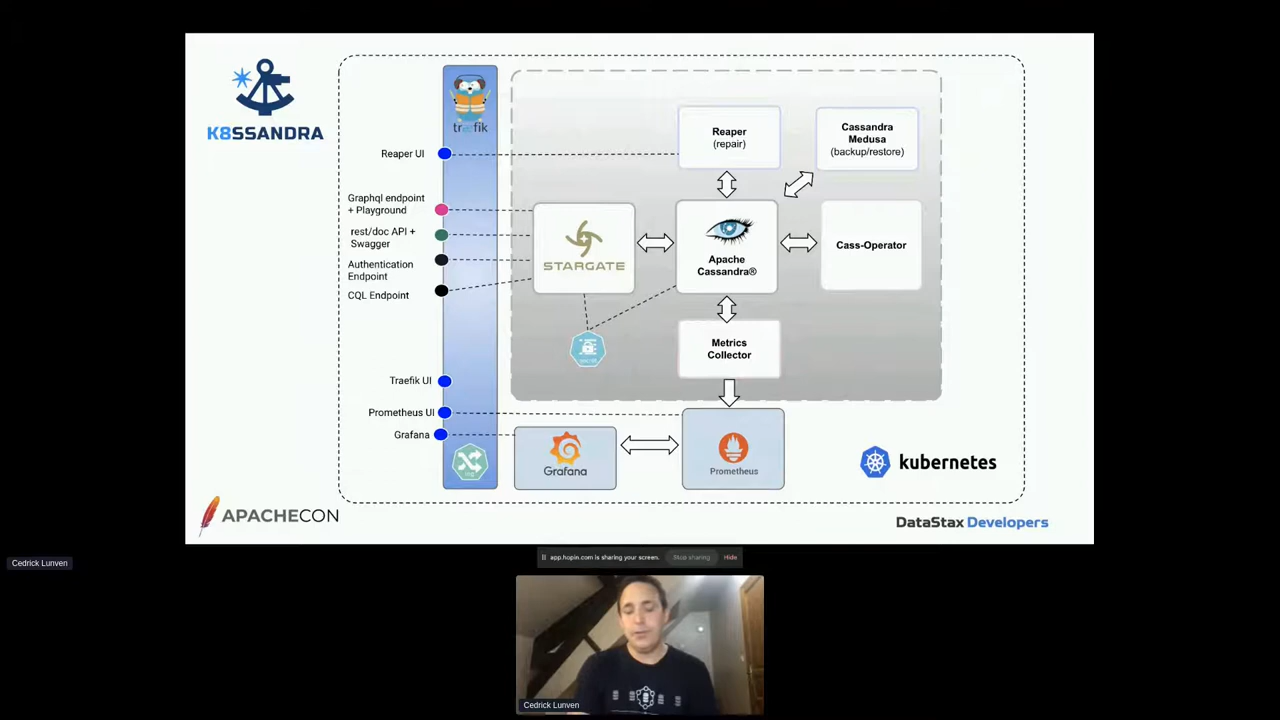 K8SSANDRA
træfik
Reaper UI
Graphql endpoint
+ Playground
rest/doc API +
Swagger
Authentication
Endpoint
CQL Endpoint
Traefik UI
Prometheus UI
Grafana
Reaper
(repair)
Cassandra
Medusa
(backup/restore)
STARGATE
Apache
Cassandra®
Cass-Operator
Metrics
Collector
Grafana
Prometheus
kubernetes
APACHECON
DataStax Developers
app.hopin.com is sharing your screen.
Stop sharing
Hide
Cedrick Lunven
Cedrick Lunven